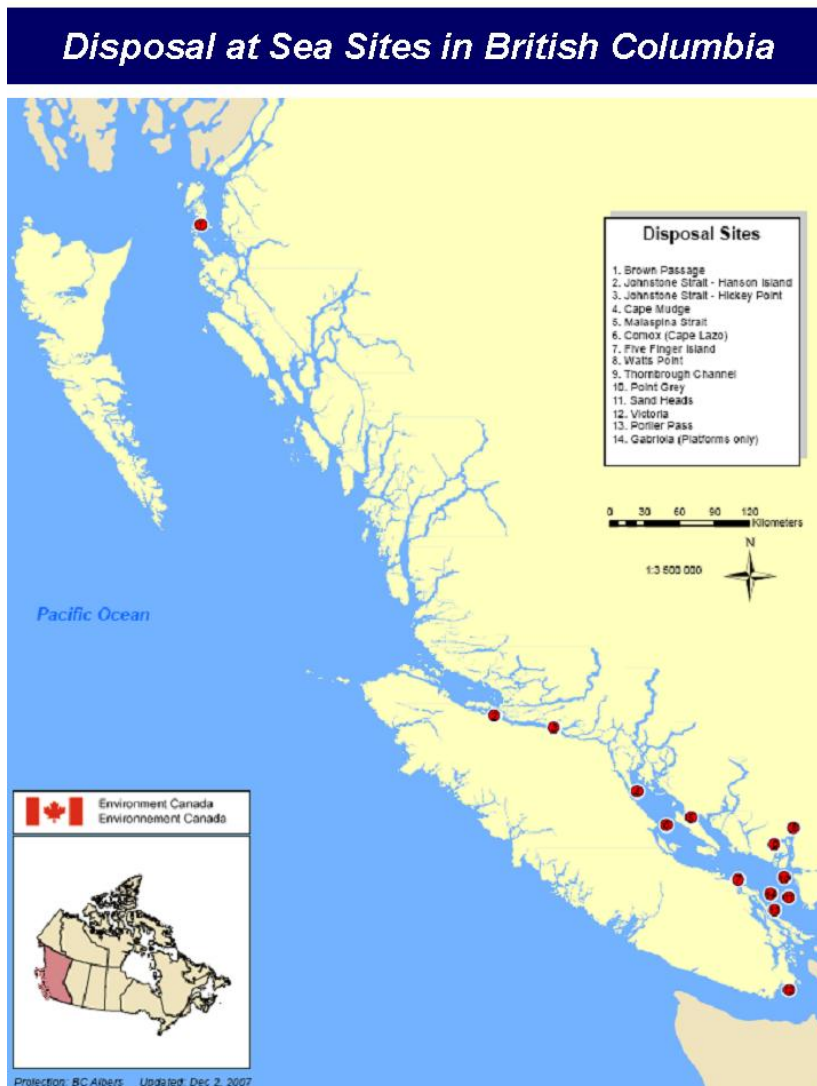 Disposal at Sea Sites in British Columbia
Disposal Sites
1. Brown Passage
2. Johnstone Strait - Hanson Island
3. Johnstone Strait - Hickey Point
4. Cape Mudge
5. Malaspina Strait
6. Comox (Cape Lazo)
7. Five Finger Island
8. Watts Point
9. Thornbrough Channel
10. Point Grey
11. Sand Heads
12. Victoria
13. Porlier Pass
14. Gabriola (Platforms only)
0 30 60 90 120
Kilometers
N
1:3 500 000
Pacific Ocean
Environment Canada
Environnement Canada
Projection: BC Albers Updated: Dec 2, 2007